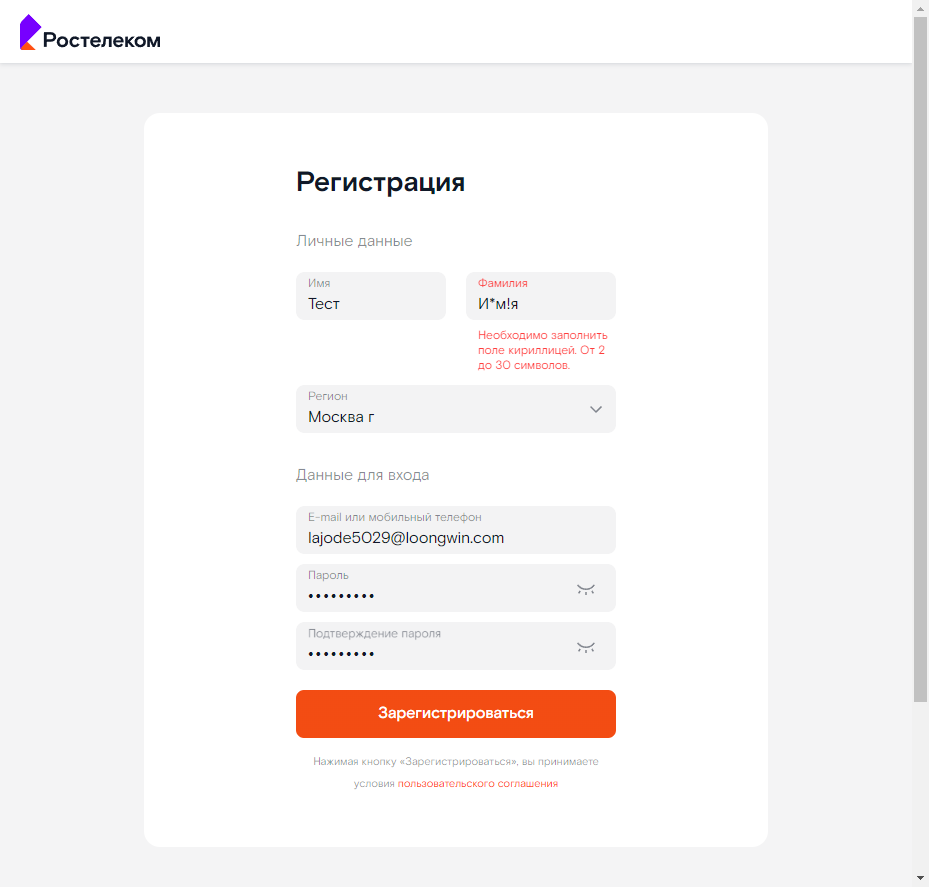 Ростелеком
Регистрация
Личные данные
Имя
Тест
Фамилия
И*м!я
Необходимо заполнить
поле кириллицей. От 2
до 30 символов.
Регион
Москва г
Данные для входа
E-mail или мобильный телефон
lajode5029@loongwin.com
Пароль
•••••••••
Подтверждение пароля
•••••••••
Зарегистрироваться
Нажимая кнопку «Зарегистрироваться», вы принимаете
условия пользовательского соглашения